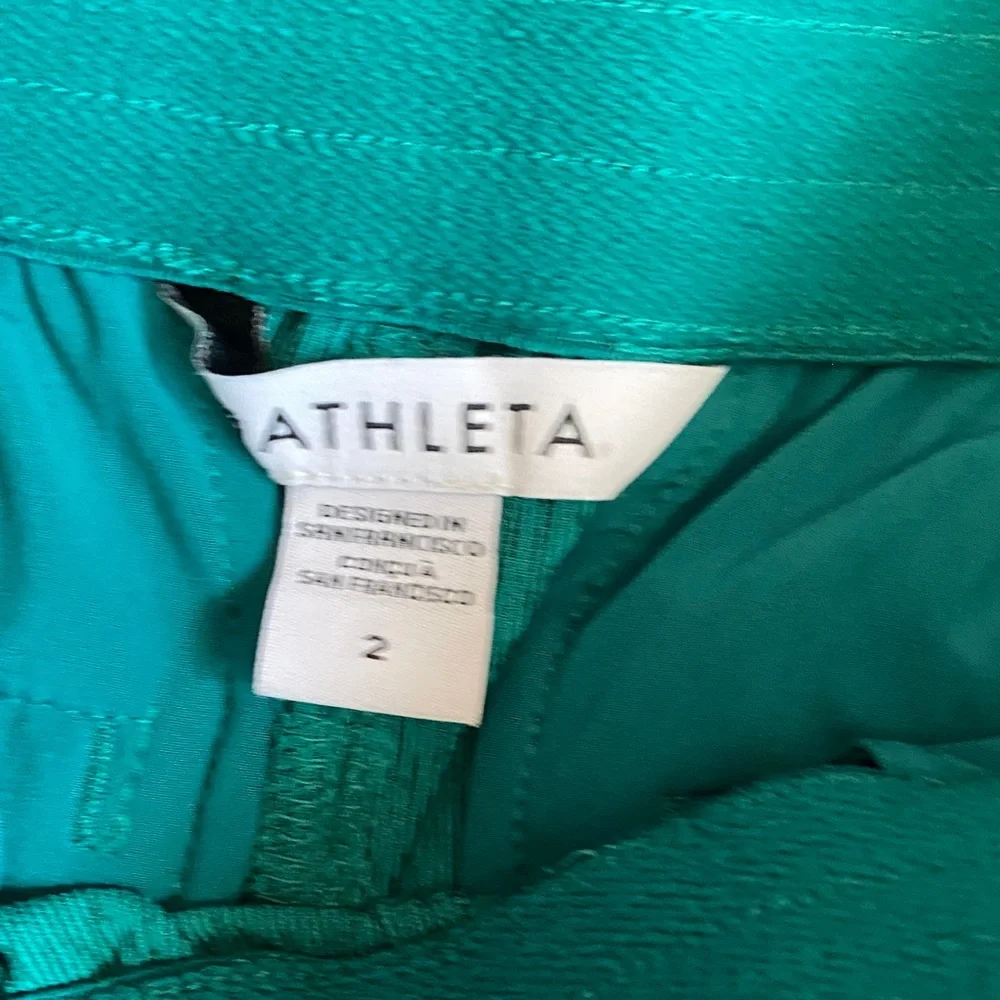 ATHLETA®
DESIGNED IN
SAN FRANCISCO
CONÇU À
SAN FRANCISCO
2